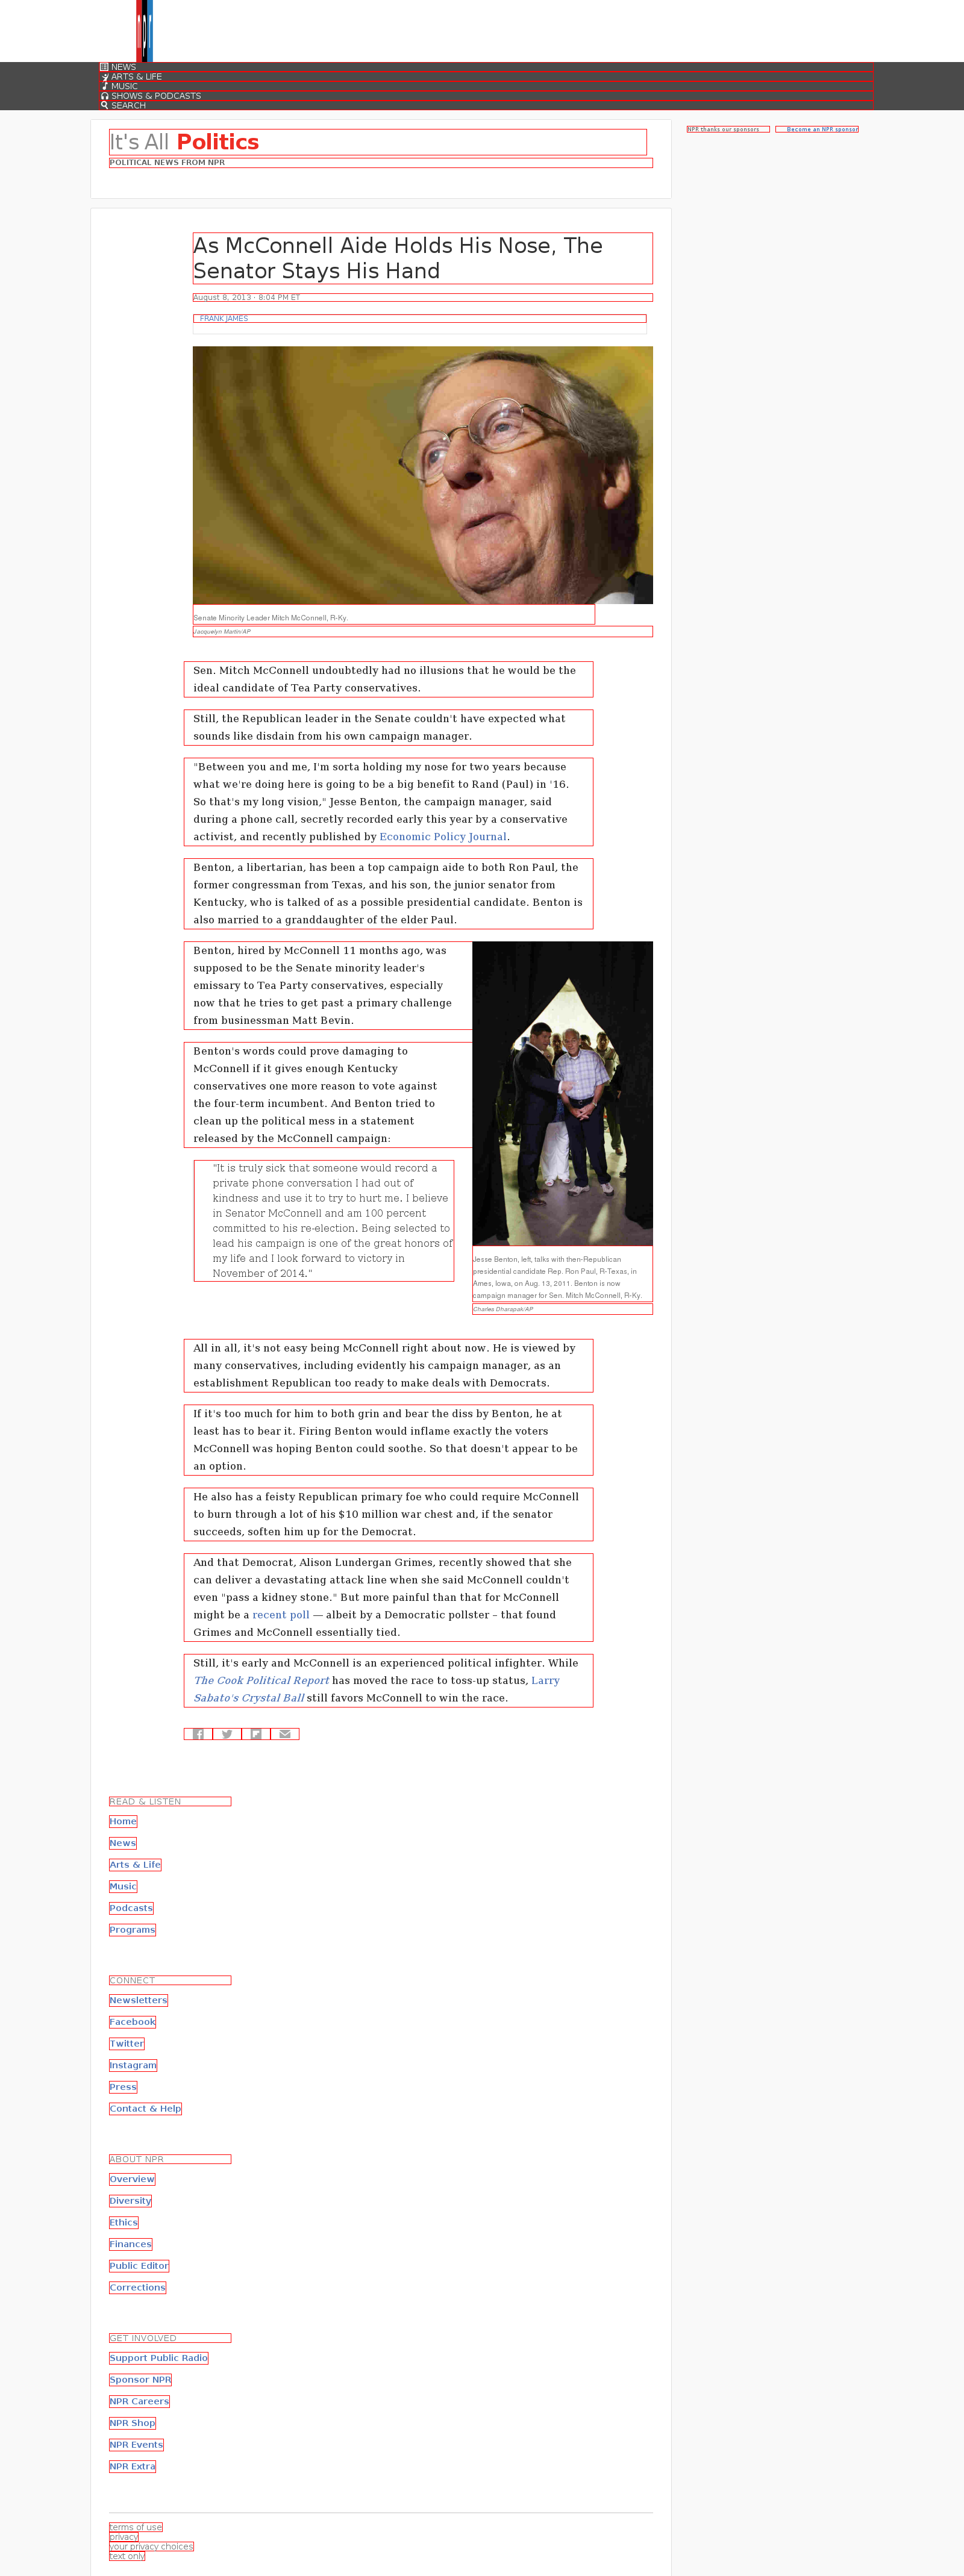 NEWS
ARTS & LIFE
MUSIC
SHOWS & PODCASTS
SEARCH
NPR thanks our sponsors
Become an NPR sponsor
It's All Politics
POLITICAL NEWS FROM NPR
As McConnell Aide Holds His Nose, The
Senator Stays His Hand
August 8, 2013 · 8:04 PM ET
FRANK JAMES
Senate Minority Leader Mitch McConnell, R-Ky.
Jacquelyn Martin/AP
Sen. Mitch McConnell undoubtedly had no illusions that he would be the
ideal candidate of Tea Party conservatives.
Still, the Republican leader in the Senate couldn't have expected what
sounds like disdain from his own campaign manager.
"Between you and me, I'm sorta holding my nose for two years because
what we're doing here is going to be a big benefit to Rand (Paul) in '16.
So that's my long vision," Jesse Benton, the campaign manager, said
during a phone call, secretly recorded early this year by a conservative
activist, and recently published by Economic Policy Journal.
Benton, a libertarian, has been a top campaign aide to both Ron Paul, the
former congressman from Texas, and his son, the junior senator from
Kentucky, who is talked of as a possible presidential candidate. Benton is
also married to a granddaughter of the elder Paul.
Benton, hired by McConnell 11 months ago, was
supposed to be the Senate minority leader's
emissary to Tea Party conservatives, especially
now that he tries to get past a primary challenge
from businessman Matt Bevin.
Benton's words could prove damaging to
McConnell if it gives enough Kentucky
conservatives one more reason to vote against
the four-term incumbent. And Benton tried to
clean up the political mess in a statement
released by the McConnell campaign:
"It is truly sick that someone would record a
private phone conversation I had out of
kindness and use it to try to hurt me. I believe
in Senator McConnell and am 100 percent
committed to his re-election. Being selected to
lead his campaign is one of the great honors of
my life and I look forward to victory in
November of 2014."
Jesse Benton, left, talks with then-Republican
presidential candidate Rep. Ron Paul, R-Texas, in
Ames, Iowa, on Aug. 13, 2011. Benton is now
campaign manager for Sen. Mitch McConnell, R-Ky.
Charles Dharapak/AP
All in all, it's not easy being McConnell right about now. He is viewed by
many conservatives, including evidently his campaign manager, as an
establishment Republican too ready to make deals with Democrats.
If it's too much for him to both grin and bear the diss by Benton, he at
least has to bear it. Firing Benton would inflame exactly the voters
McConnell was hoping Benton could soothe. So that doesn't appear to be
an option.
He also has a feisty Republican primary foe who could require McConnell
to burn through a lot of his $10 million war chest and, if the senator
succeeds, soften him up for the Democrat.
And that Democrat, Alison Lundergan Grimes, recently showed that she
can deliver a devastating attack line when she said McConnell couldn't
even "pass a kidney stone." But more painful than that for McConnell
might be a recent poll — albeit by a Democratic pollster – that found
Grimes and McConnell essentially tied.
Still, it's early and McConnell is an experienced political infighter. While
The Cook Political Report has moved the race to toss-up status, Larry
Sabato's Crystal Ball still favors McConnell to win the race.
READ & LISTEN
Home
News
Arts & Life
Music
Podcasts
Programs
CONNECT
Newsletters
Facebook
Twitter
Instagram
Press
Contact & Help
ABOUT NPR
Overview
Diversity
Ethics
Finances
Public Editor
Corrections
GET INVOLVED
Support Public Radio
Sponsor NPR
NPR Careers
NPR Shop
NPR Events
NPR Extra
terms of use
privacy
your privacy choices
text only